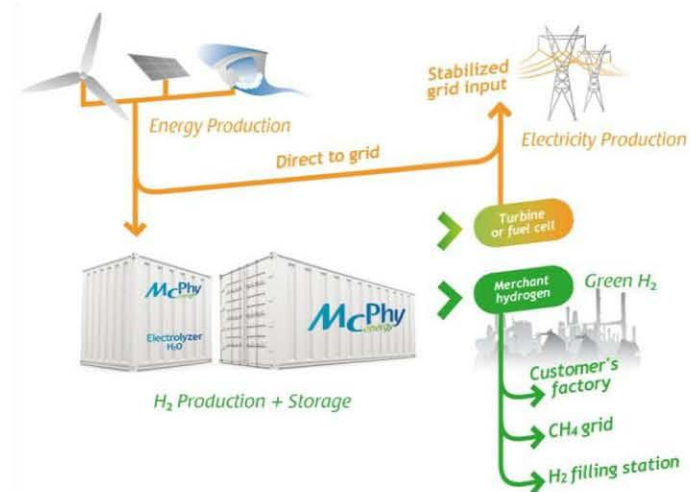 Energy Production
Stabilized
grid input
Electricity Production
Direct to grid
Turbine
or fuel cell
McPhy
energy
Electrolyzer
H₂O
McPhy
energy
Merchant
hydrogen
Green H₂
H₂ Production + Storage
Customer's
factory
CH₄ grid
H₂ filling station